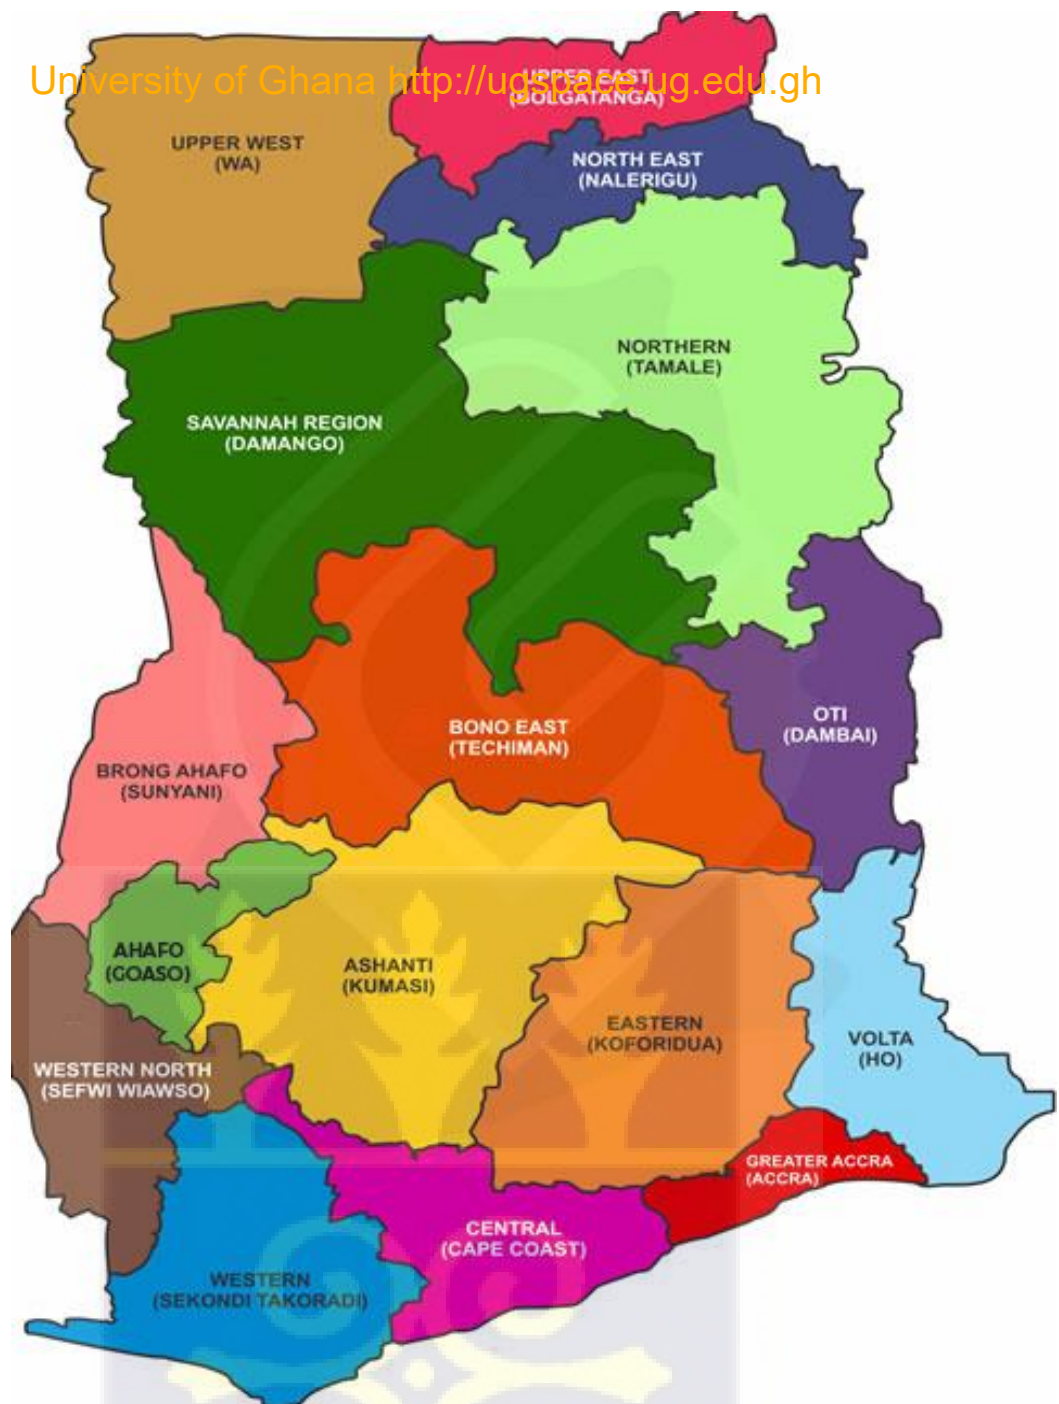 University of Ghana http://ugspace.ug.edu.gh
UPPER EAST
(BOLGATANGA)
UPPER WEST
(WA)
NORTH EAST
(NALERIGU)
NORTHERN
(TAMALE)
SAVANNAH REGION
(DAMANGO)
BONO EAST
(TECHIMAN)
OTI
(DAMBAI)
BRONG AHAFO
(SUNYANI)
AHAFO
(GOASO)
ASHANTI
(KUMASI)
EASTERN
(KOFORIDUA)
VOLTA
(HO)
WESTERN NORTH
(SEFWI WIAWSO)
GREATER ACCRA
(ACCRA)
CENTRAL
(CAPE COAST)
WESTERN
(SEKONDI TAKORADI)